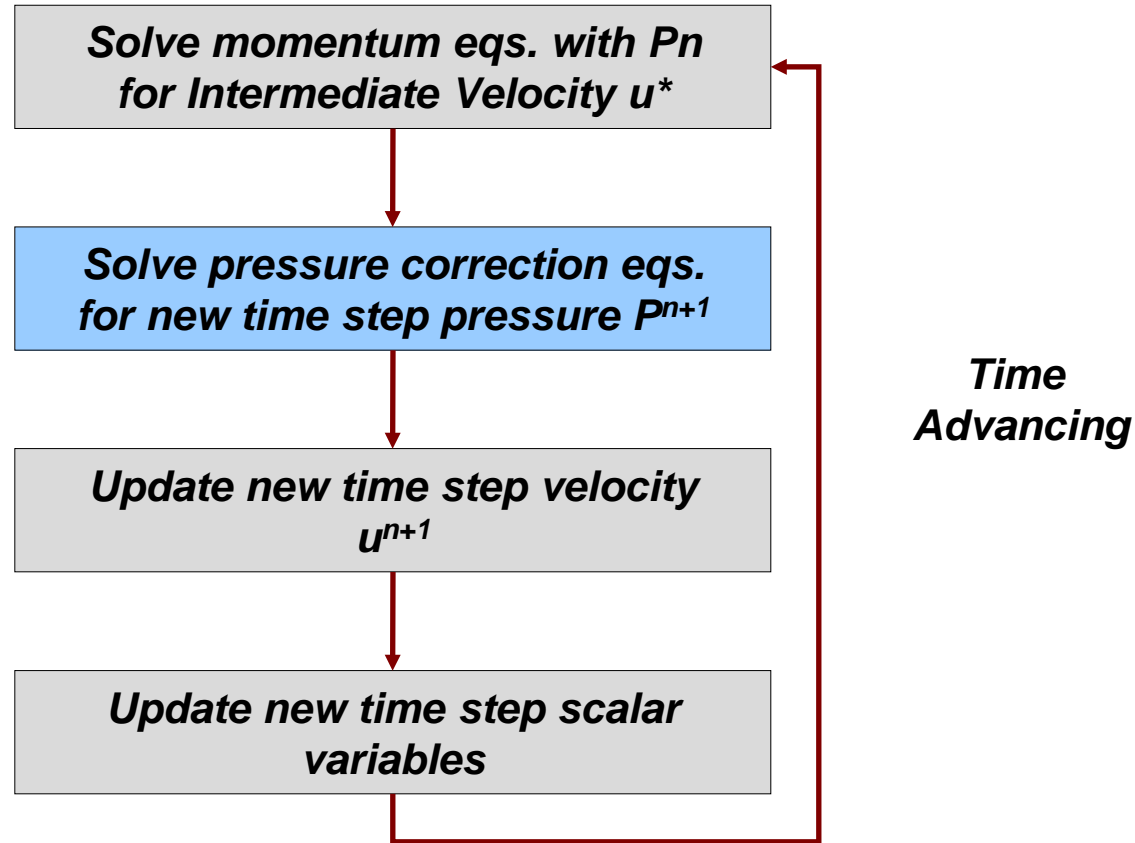 Solve momentum eqs. with Pn
for Intermediate Velocity u*
Solve pressure correction eqs.
for new time step pressure Pⁿ⁺¹
Update new time step velocity
uⁿ⁺¹
Update new time step scalar
variables
Time
Advancing